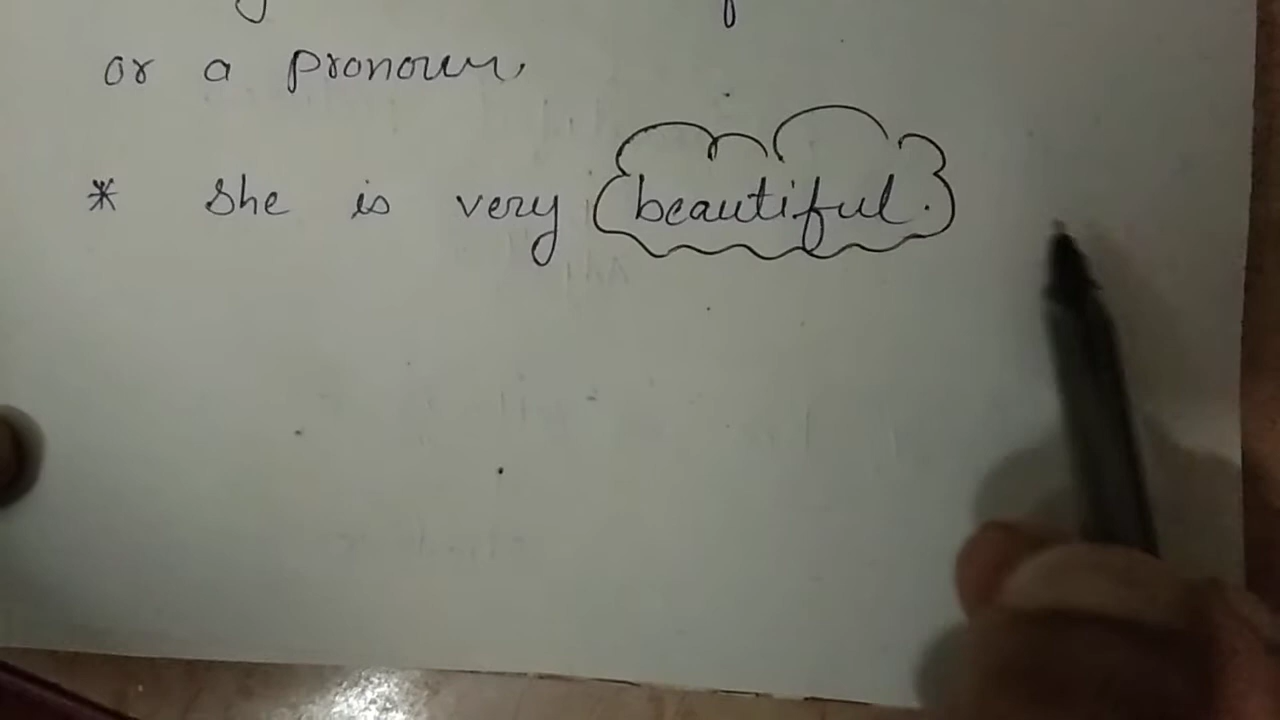 or a pronoun,
* She is very beautiful.